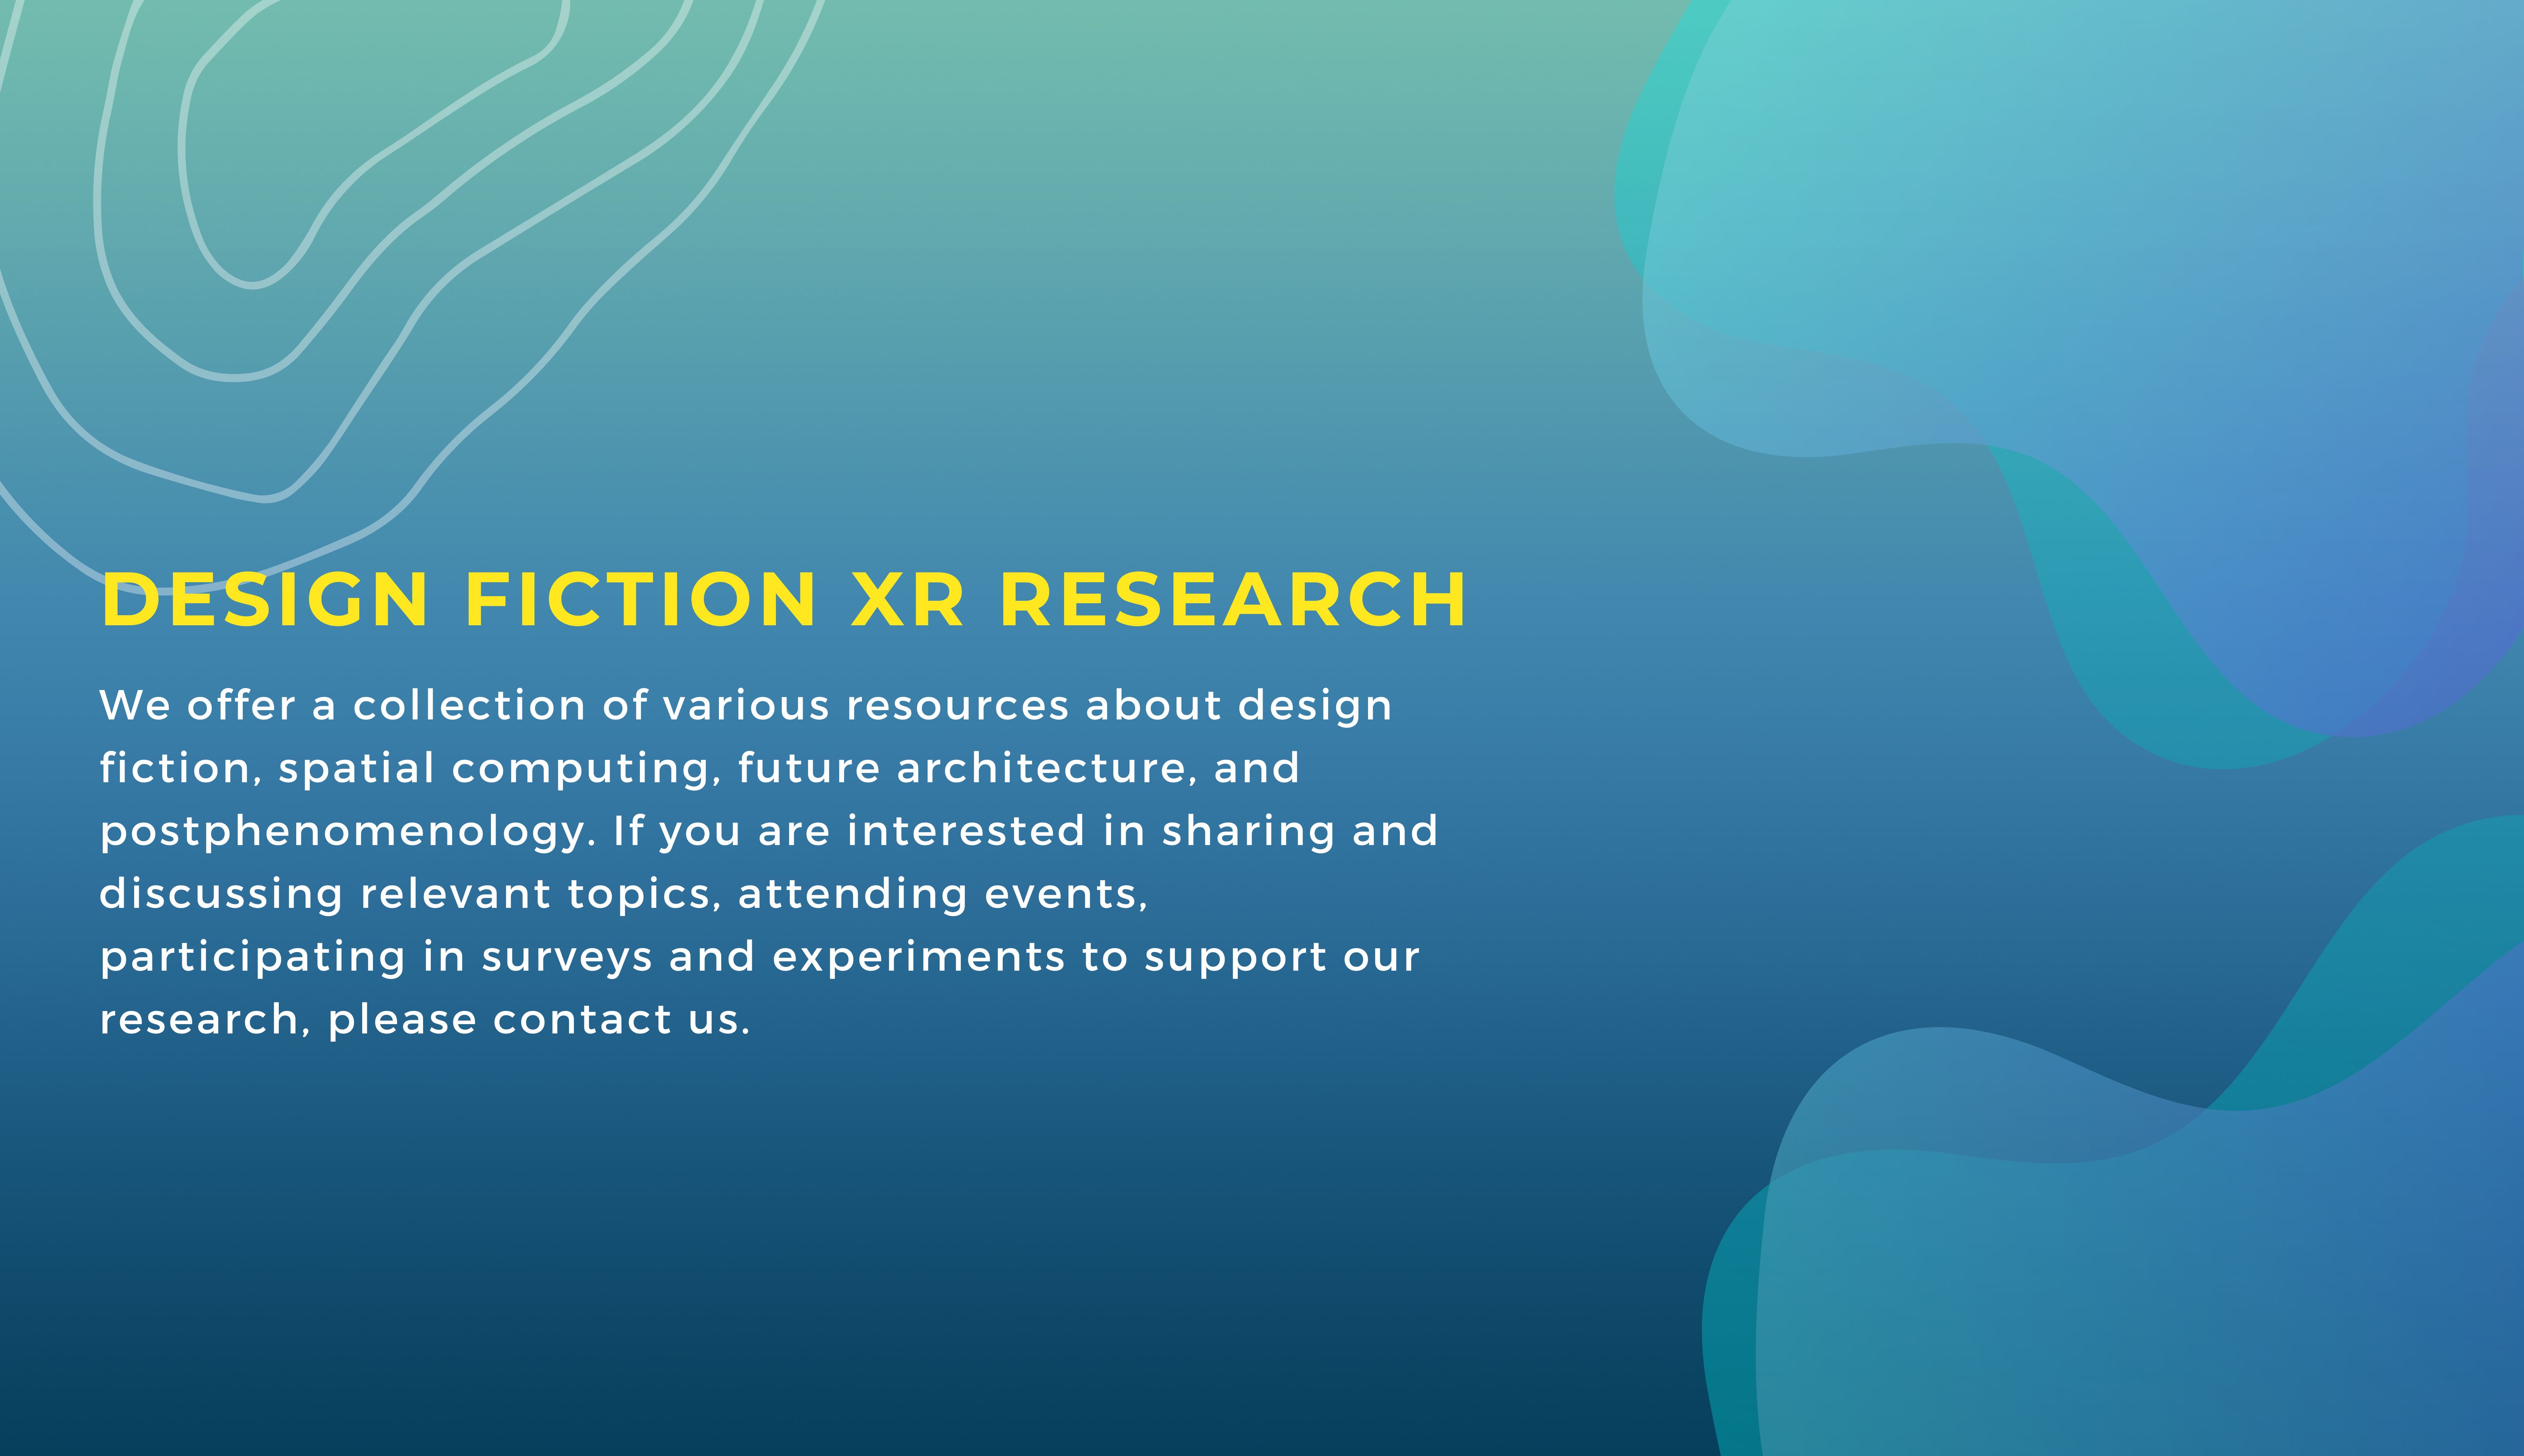 DESIGN FICTION XR RESEARCH
We offer a collection of various resources about design
fiction, spatial computing, future architecture, and
postphenomenology. If you are interested in sharing and
discussing relevant topics, attending events,
participating in surveys and experiments to support our
research, please contact us.